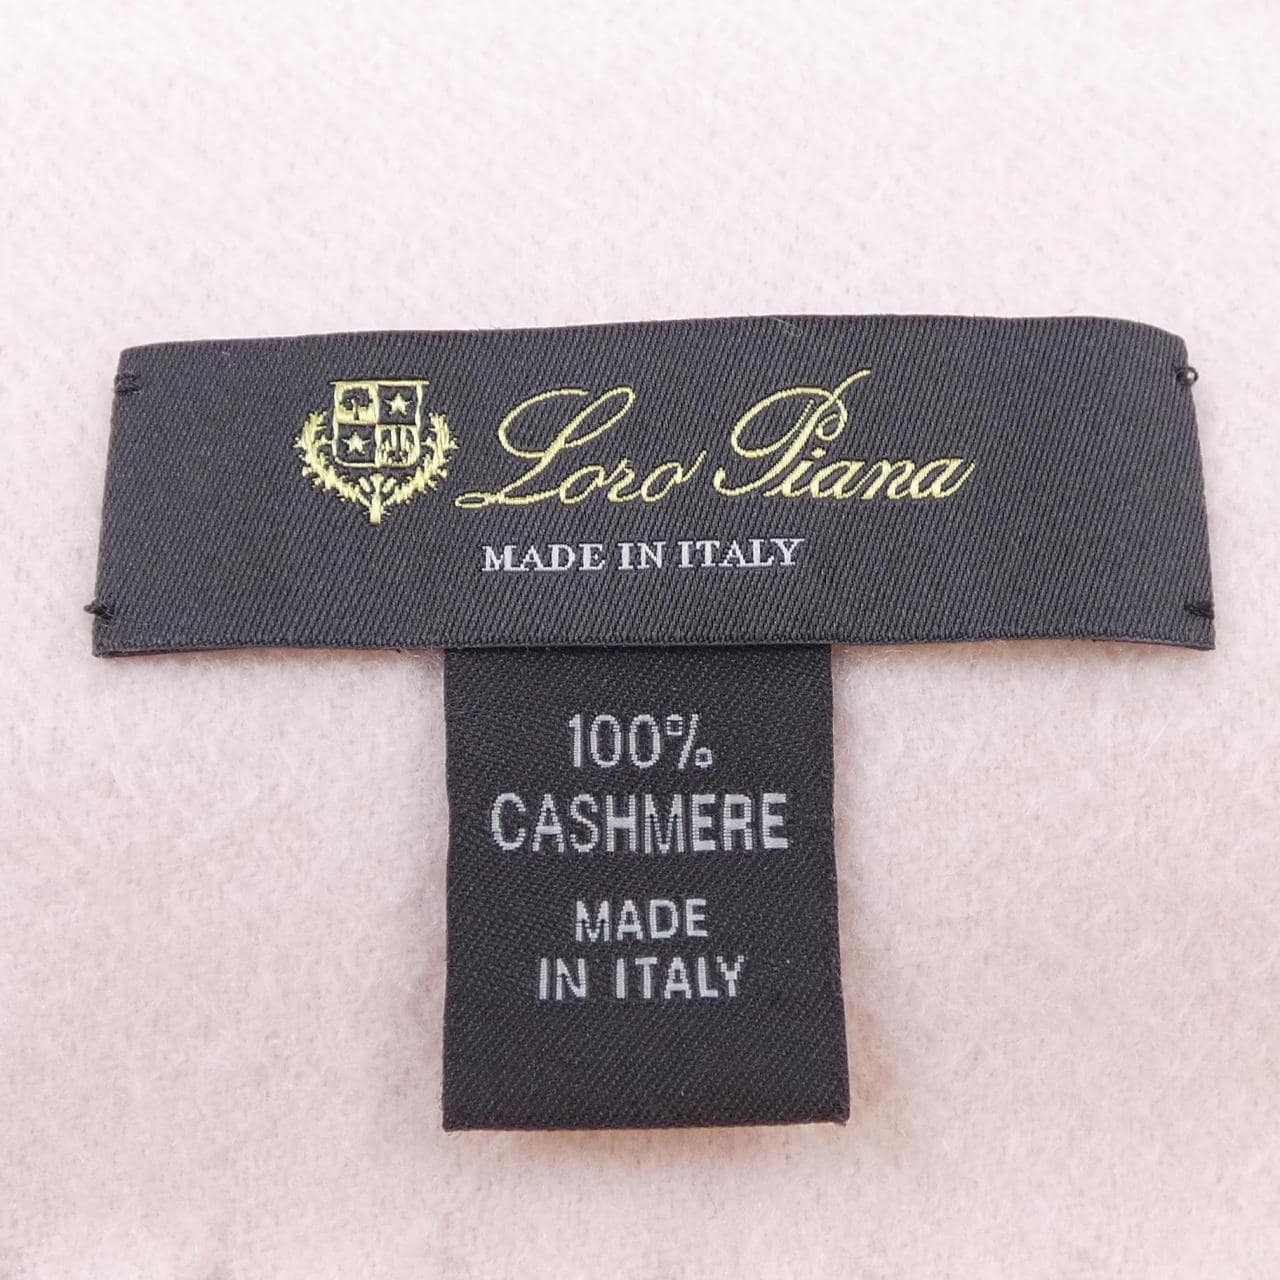 Loro Piana
MADE IN ITALY
100%
CASHMERE
MADE
IN ITALY